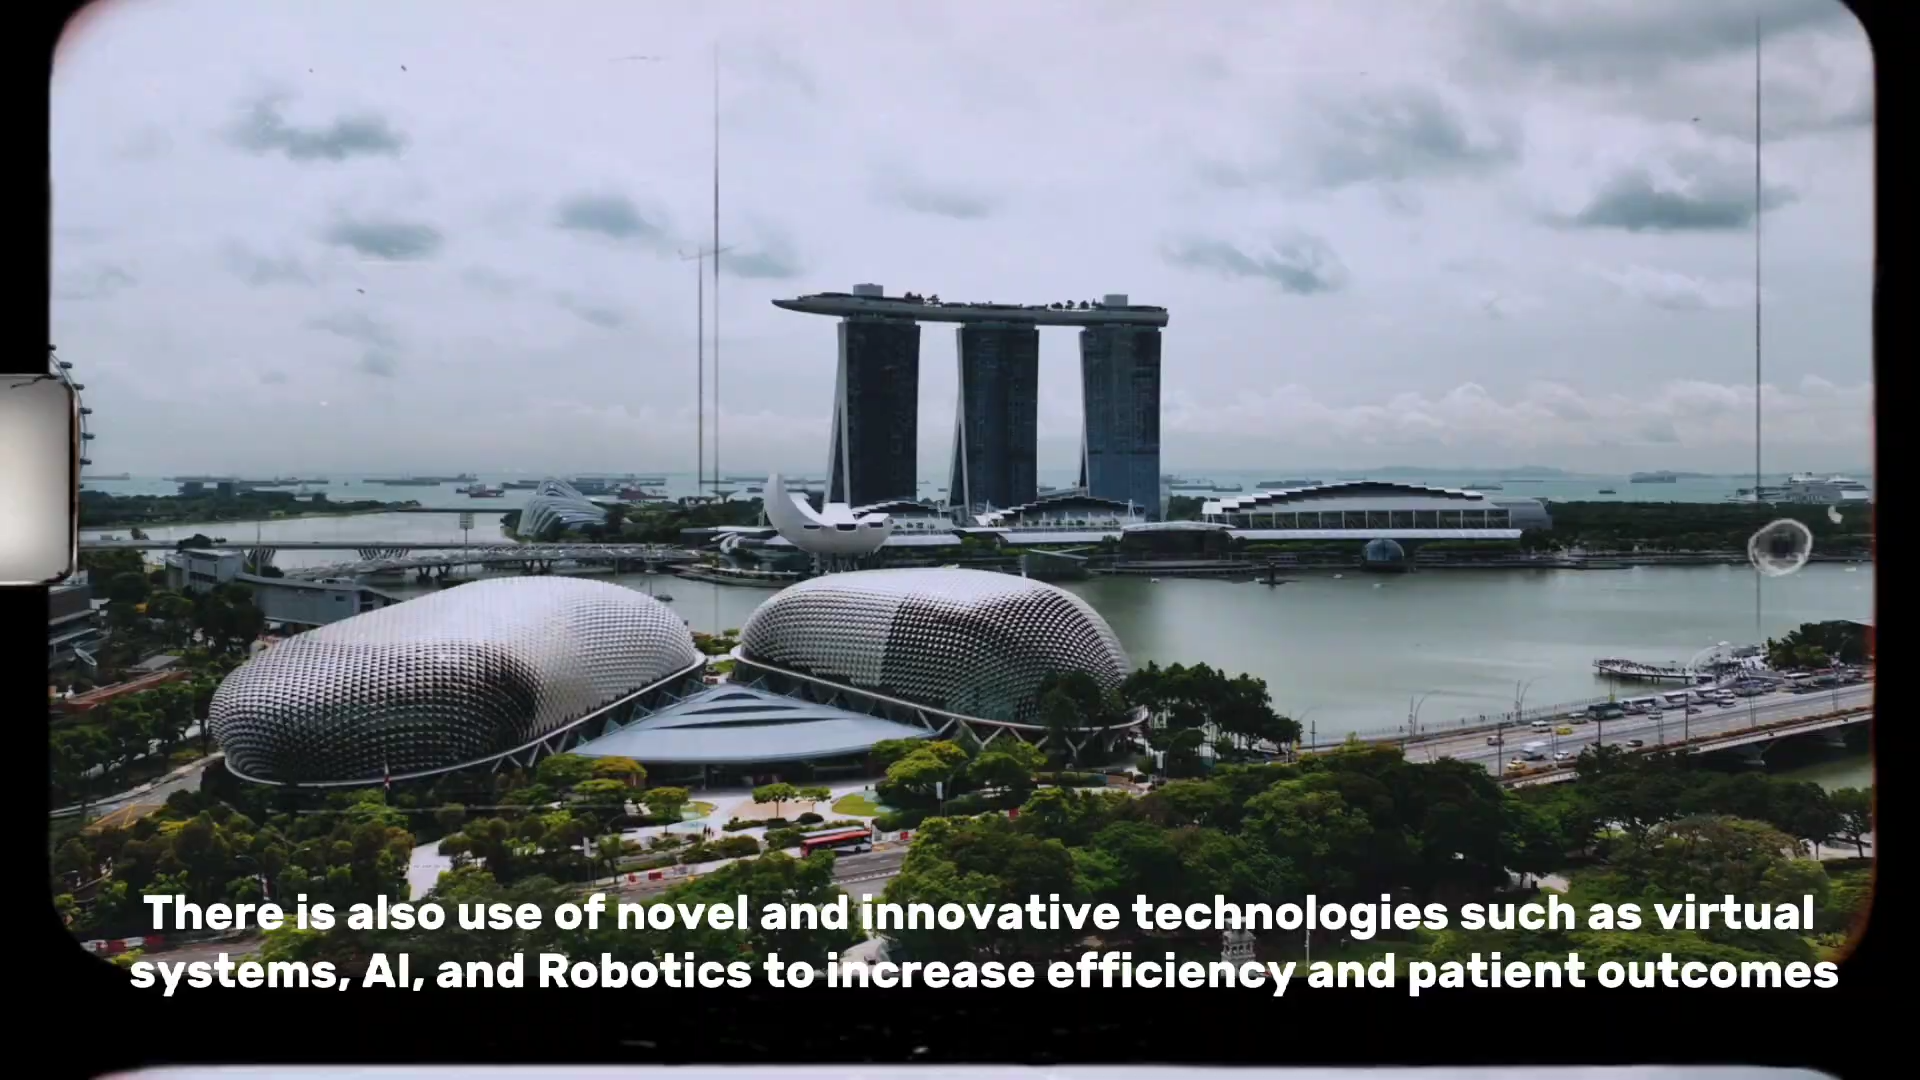 There is also use of novel and innovative technologies such as virtual
systems, AI, and Robotics to increase efficiency and patient outcomes